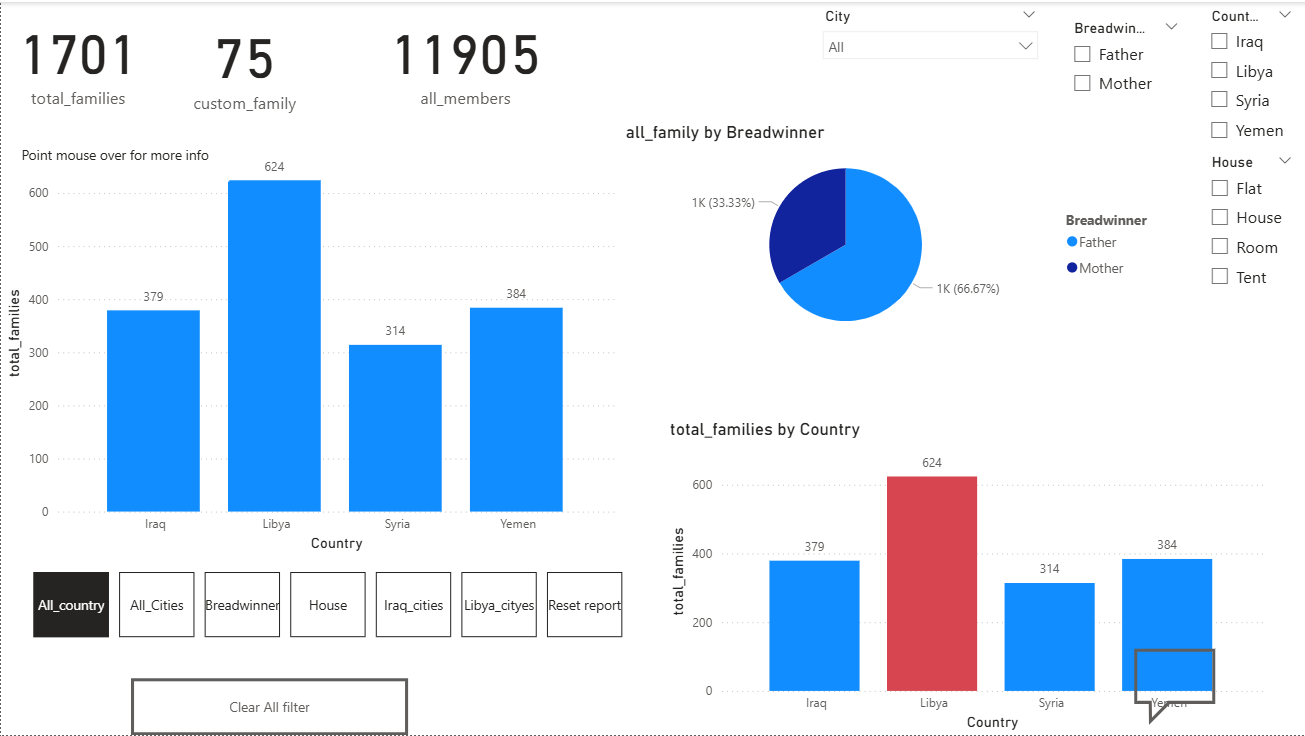 1701
total_families
75
custom_family
11905
all_members
City
All
Breadwin...
Father
Mother
Count...
Iraq
Libya
Syria
Yemen
House
Flat
House
Room
Tent
Point mouse over for more info
total_families
600
500
400
300
200
100
0
379
624
314
384
Iraq
Libya
Syria
Yemen
Country
all_family by Breadwinner
1K (33.33%)
1K (66.67%)
Breadwinner
Father
Mother
total_families by Country
total_families
600
400
200
0
379
624
314
384
Iraq
Libya
Syria
Yemen
Country
All_country
All_Cities
Breadwinner
House
Iraq_cities
Libya_cityes
Reset report
Clear All filter